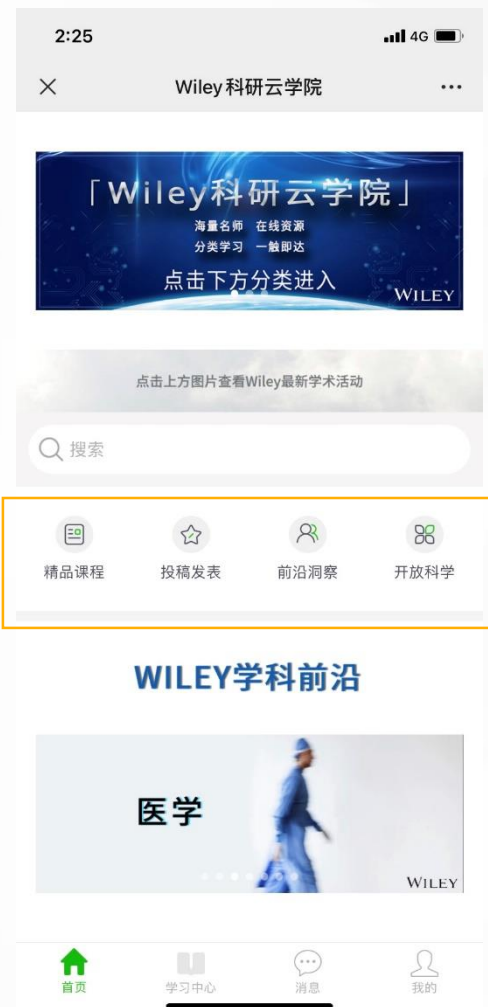 2:25
4G
Wiley科研云学院
「Wiley科研云学院」
海量名师 在线资源
分类学习 一触即达
点击下方分类进入
WILEY
点击上方图片查看Wiley最新学术活动
搜索
精品课程 投稿发表 前沿洞察 开放科学
WILEY学科前沿
医学
WILEY
首页 学习中心 消息 我的